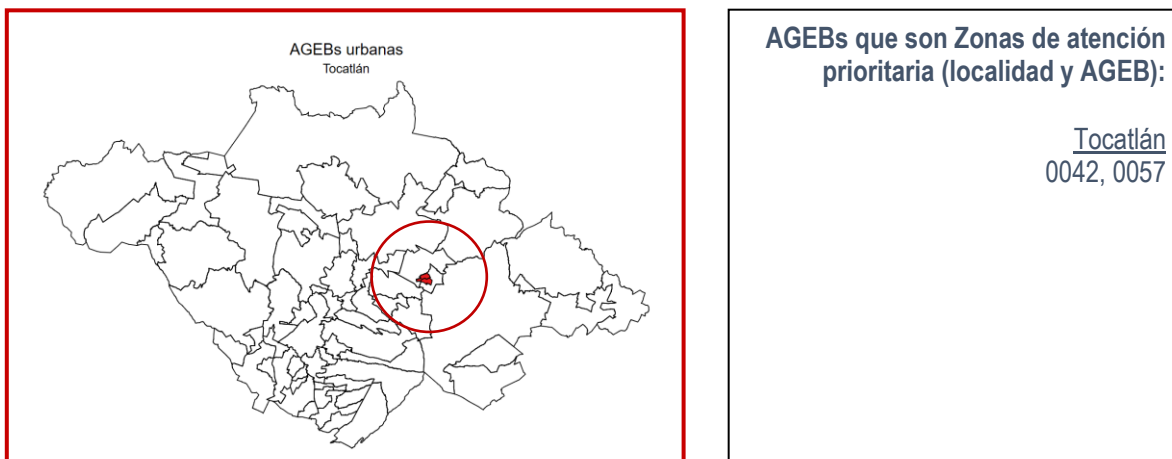 AGEBs urbanas
Tocatlán
AGEBs que son Zonas de atención
prioritaria (localidad y AGEB):
Tocatlán
0042, 0057